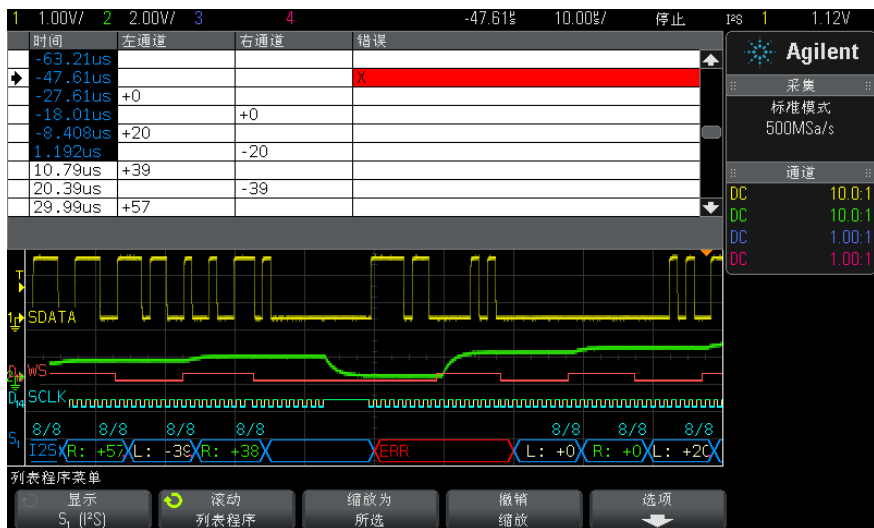 1 1.00V/ 2 2.00V/ 3 4 -47.61us 10.00us/ 停止 I²S 1 1.12V
时间 左通道 右通道 错误
-63.21us
-47.61us X
-27.61us +0
-18.01us +0
-8.408us +20
1.192us -20
10.79us +39
20.39us -39
29.99us +57
Agilent
采集
标准模式
500MSa/s
通道
DC 10.0:1
DC 10.0:1
DC 1.00:1
DC 1.00:1
T
1 SDATA
WS
D14 SCLK
8/8 8/8 8/8 8/8 8/8 8/8 8/8
S1 I2S R: +57 L: -39 R: +38 ERR L: +0 R: +0 L: +20
列表程序菜单
显示 滚动 缩放为 撤销 选项
S1 (I²S) 列表程序 所选 缩放